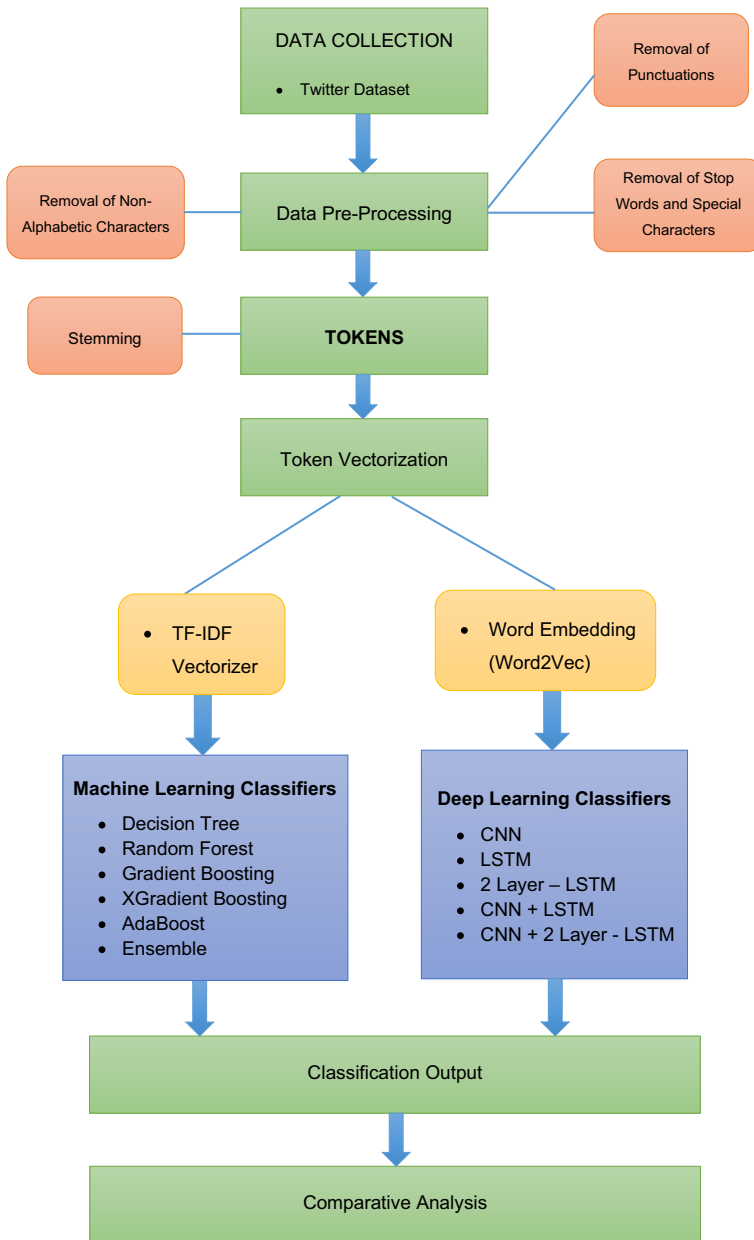 DATA COLLECTION
• Twitter Dataset
Removal of
Punctuations
Removal of Non-
Alphabetic Characters
Data Pre-Processing
Removal of Stop
Words and Special
Characters
Stemming
TOKENS
Token Vectorization
• TF-IDF
Vectorizer
• Word Embedding
(Word2Vec)
Machine Learning Classifiers
• Decision Tree
• Random Forest
• Gradient Boosting
• XGradient Boosting
• AdaBoost
• Ensemble
Deep Learning Classifiers
• CNN
• LSTM
• 2 Layer – LSTM
• CNN + LSTM
• CNN + 2 Layer - LSTM
Classification Output
Comparative Analysis